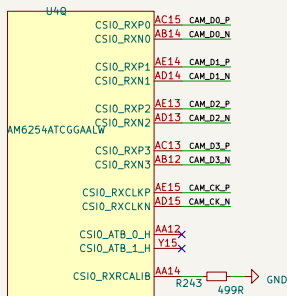 U4Q
CSI0_RXP0 AC15 CAM_D0_P
CSI0_RXN0 AB14 CAM_D0_N
CSI0_RXP1 AE14 CAM_D1_P
CSI0_RXN1 AD14 CAM_D1_N
CSI0_RXP2 AE13 CAM_D2_P
CSI0_RXN2 AD13 CAM_D2_N
AM6254ATCGGAALW
CSI0_RXP3 AC13 CAM_D3_P
CSI0_RXN3 AB12 CAM_D3_N
CSI0_RXCLKP AE15 CAM_CK_P
CSI0_RXCLKN AD15 CAM_CK_N
CSI0_ATB_0_H AA12
CSI0_ATB_1_H Y15
CSI0_RXRCALIB AA14
R243 499R GND